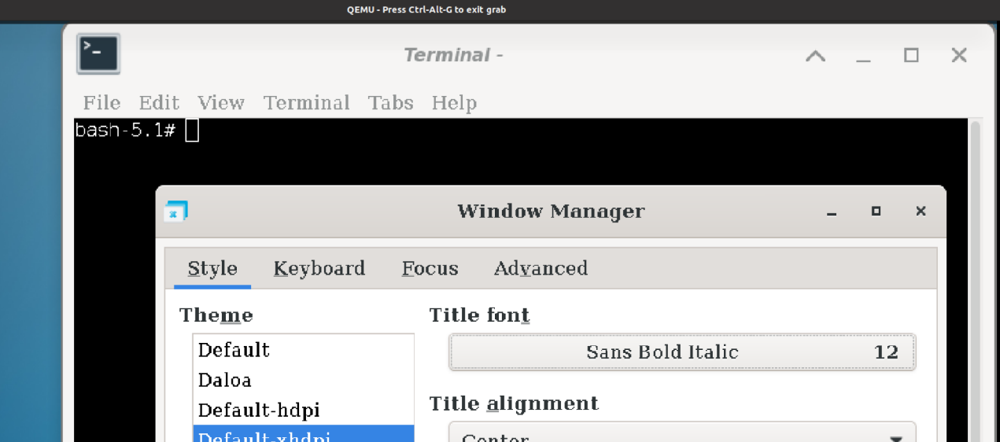 QEMU - Press Ctrl-Alt-G to exit grab
Terminal -
File Edit View Terminal Tabs Help
bash-5.1#
Window Manager
Style Keyboard Focus Advanced
Theme
Default
Daloa
Default-hdpi
Default-xhdpi
Title font
Sans Bold Italic 12
Title alignment
Center